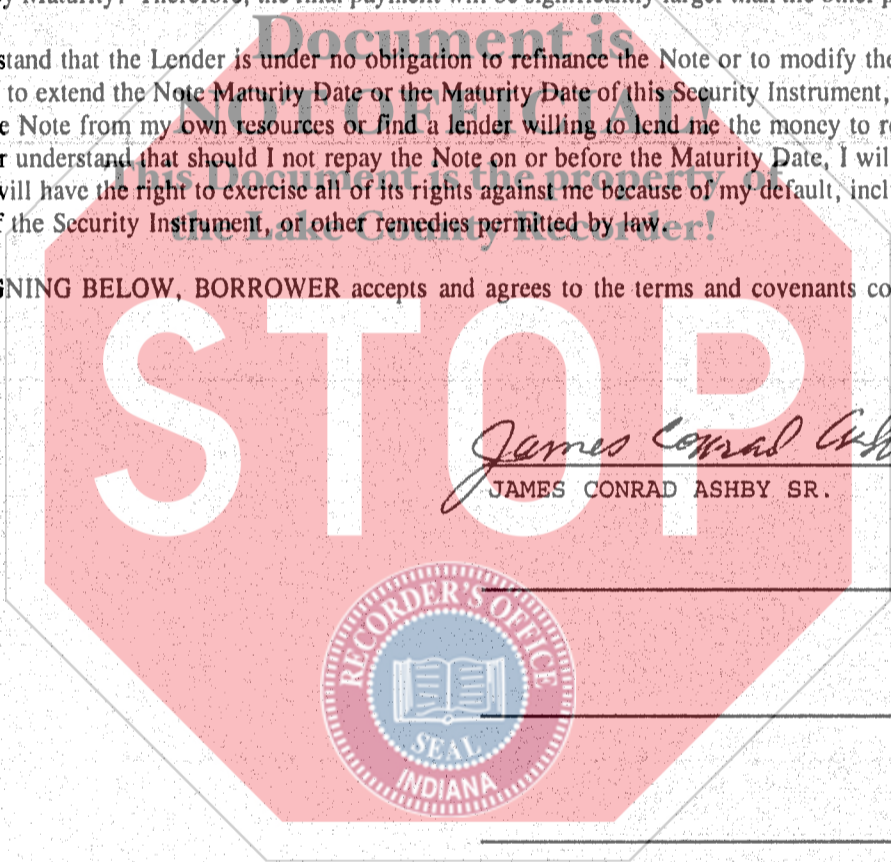 by Maturity? Therefore, the final payment will be significantly larger than the other p
Document is
stand that the Lender is under no obligation to refinance the Note or to modify the
to extend the Note Maturity Date or the Maturity Date of this Security Instrument,
NOT OFFICIAL!
e Note from my own resources or find a lender willing to lend me the money to re
r understand that should I not repay the Note on or before the Maturity Date, I will
This Document is the property of
will have the right to exercise all of its rights against me because of my default, incl
f the Security Instrument, or other remedies permitted by law.
the Lake County Recorder!
GNING BELOW, BORROWER accepts and agrees to the terms and covenants co
STOP
James Conrad Ashb
JAMES CONRAD ASHBY SR.
RECORDER'S OFFICE
SEAL
INDIANA